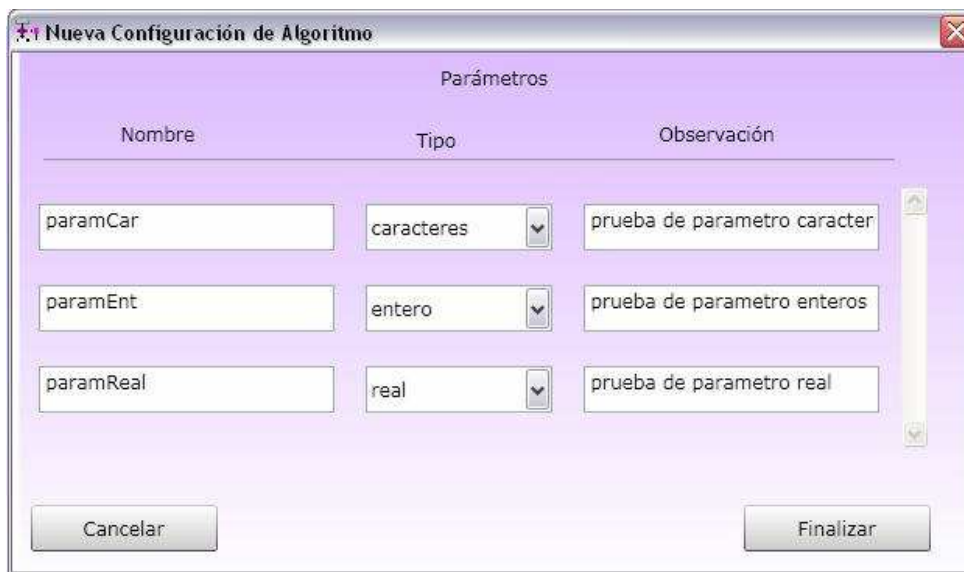 Nueva Configuración de Algoritmo
Parámetros
Nombre Tipo Observación
paramCar caracteres prueba de parametro caracter
paramEnt entero prueba de parametro enteros
paramReal real prueba de parametro real
Cancelar Finalizar